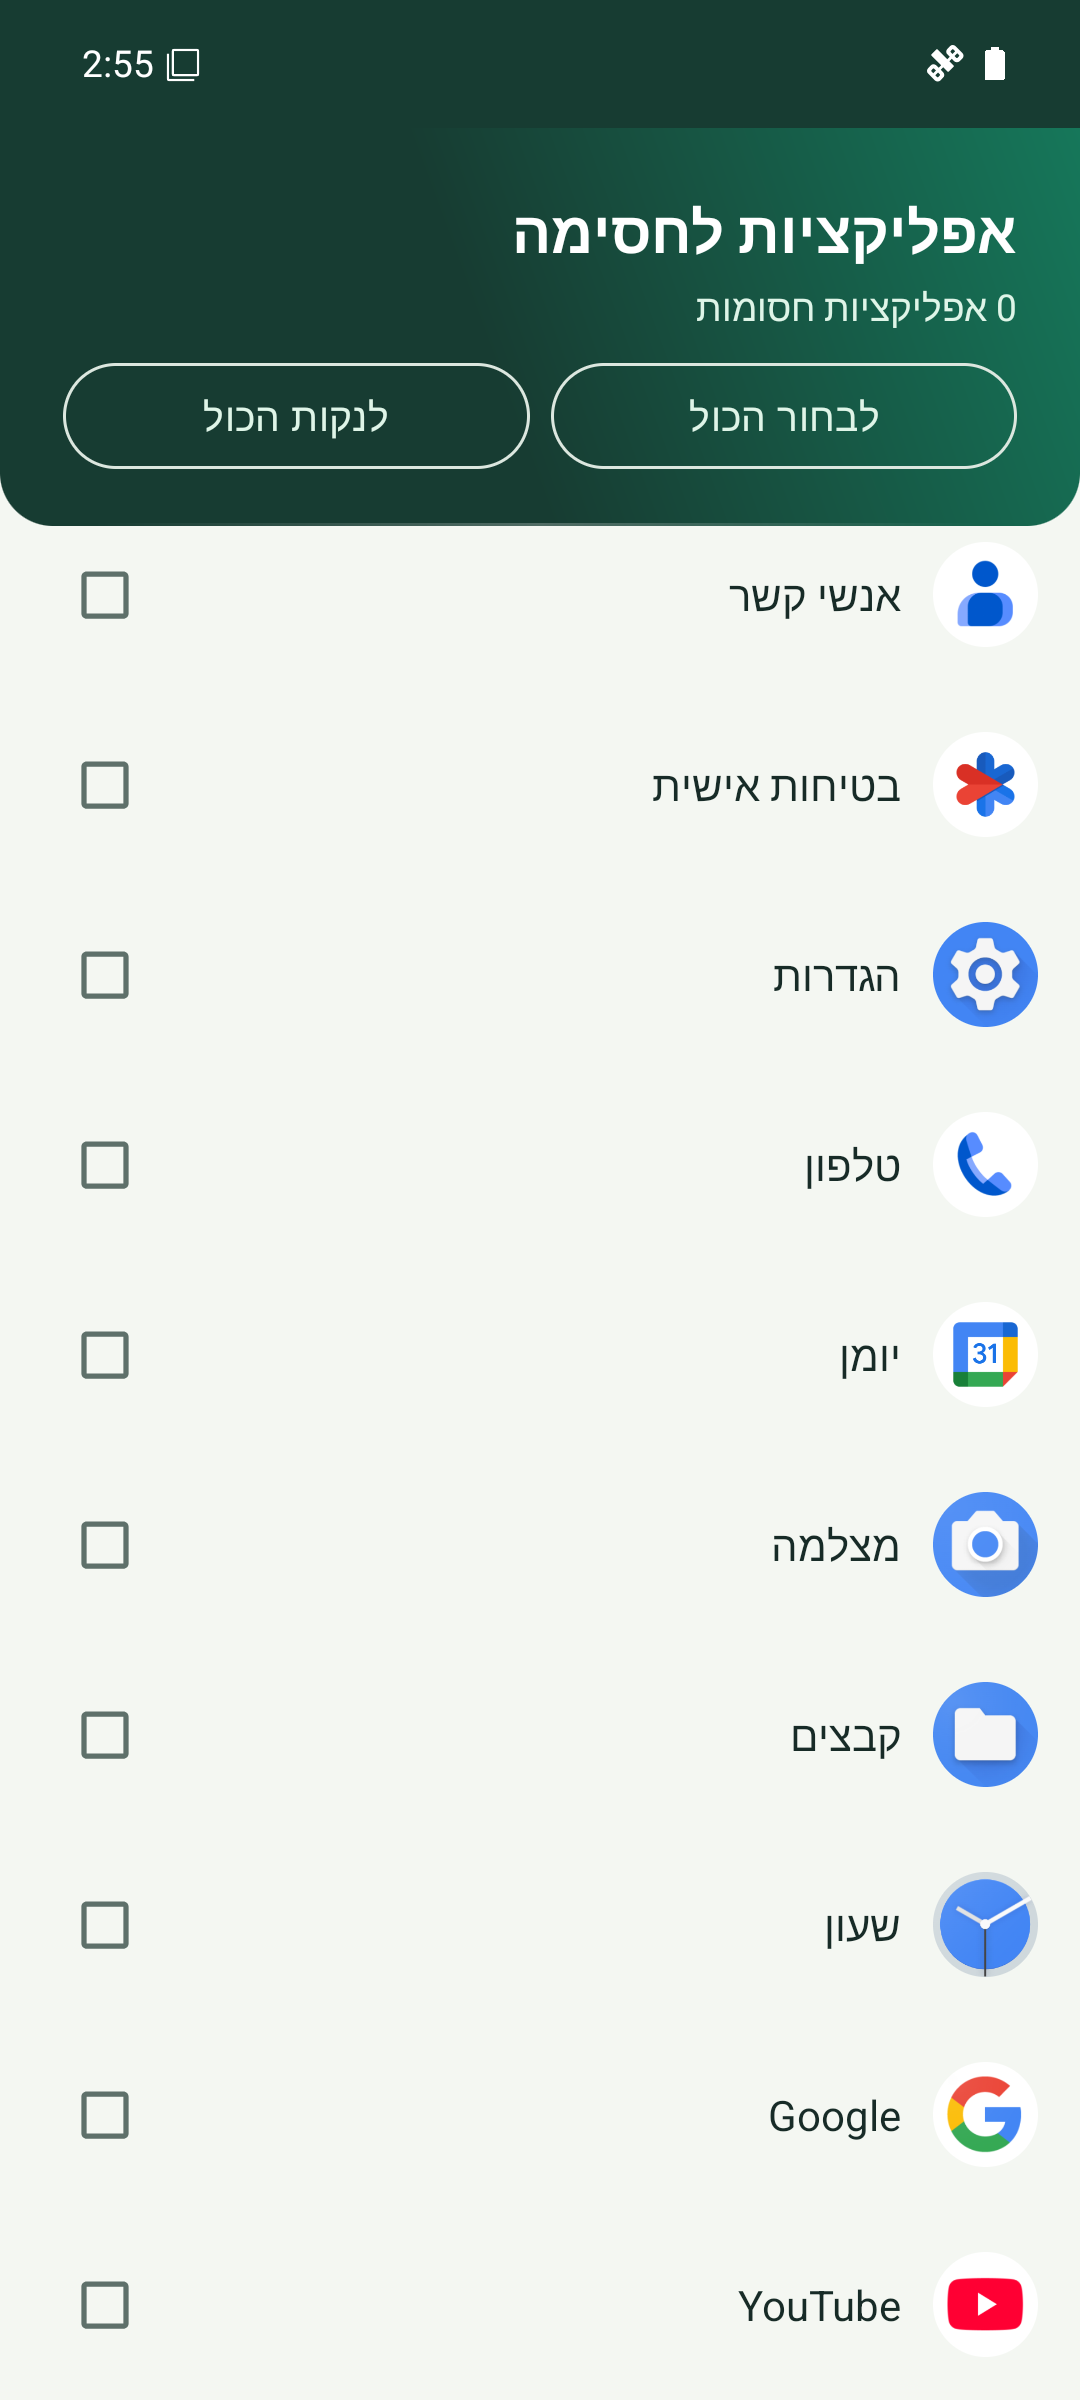 2:55
אפליקציות לחסימה
0 אפליקציות חסומות
לבחור הכול
לנקות הכול
אנשי קשר
בטיחות אישית
הגדרות
טלפון
יומן
31
מצלמה
קבצים
שעון
Google
YouTube